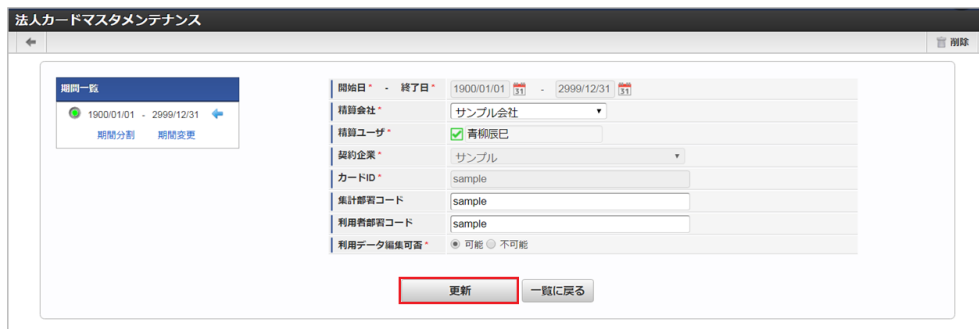 法人カードマスタメンテナンス
削除
期間一覧
1900/01/01 - 2999/12/31
期間分割 期間変更
開始日* - 終了日* 1900/01/01 31 - 2999/12/31 31
精算会社* サンプル会社
精算ユーザ* 青柳辰巳
契約企業* サンプル
カードID* sample
集計部署コード sample
利用者部署コード sample
利用データ編集可否* 可能 不可能
更新 一覧に戻る